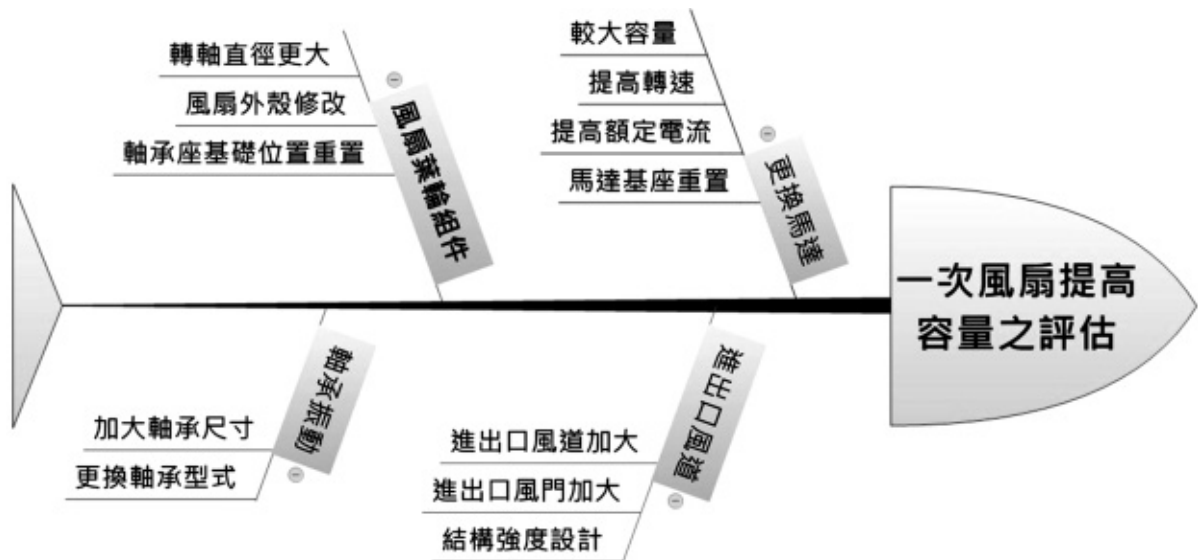 轉軸直徑更大
風扇外殼修改
軸承座基礎位置重置
風扇葉輪組件
較大容量
提高轉速
提高額定電流
馬達基座重置
更換馬達
一次風扇提高
容量之評估
軸承振動
加大軸承尺寸
更換軸承型式
進出口風道
進出口風道加大
進出口風門加大
結構強度設計